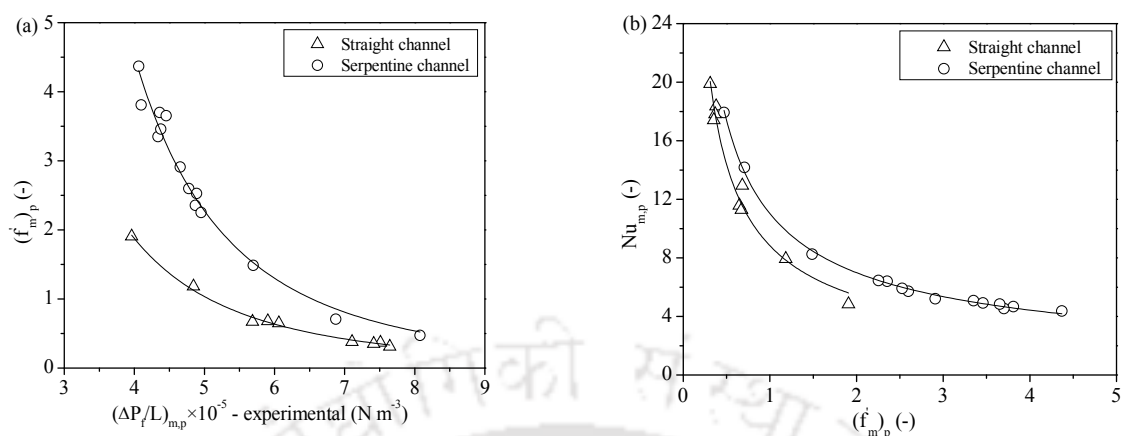 (a)
5
4
3
2
1
0
(f'm)p (-)
Straight channel
Serpentine channel
3 4 5 6 7 8 9
(ΔPf/L)m,p×10-5 - experimental (N m-3)
(b)
24
20
16
12
8
4
0
Num,p (-)
Straight channel
Serpentine channel
0 1 2 3 4 5
(f'm)p (-)